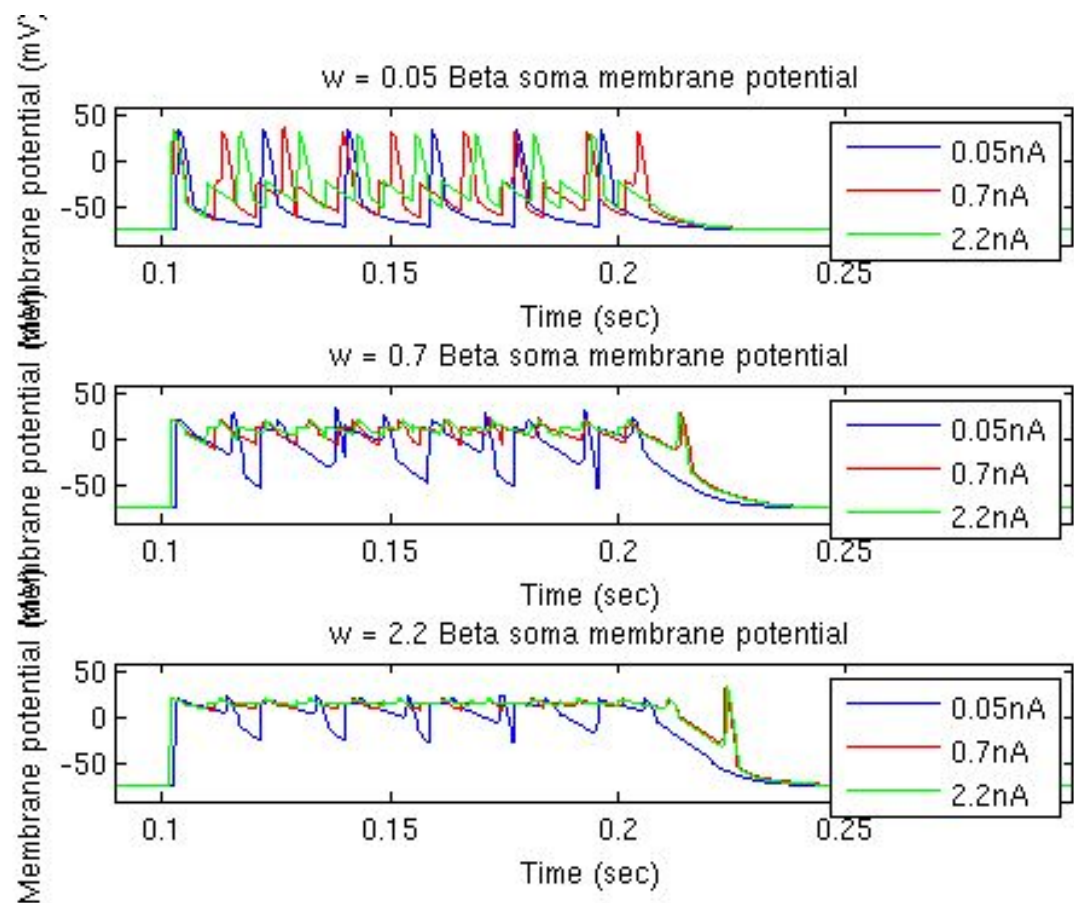 w = 0.05 Beta soma membrane potential
Membrane potential (mV)
50
0
-50
0.05nA
0.7nA
2.2nA
0.1
0.15
0.2
0.25
Time (sec)
w = 0.7 Beta soma membrane potential
Membrane potential
50
0
-50
0.05nA
0.7nA
2.2nA
0.1
0.15
0.2
0.25
Time (sec)
w = 2.2 Beta soma membrane potential
Membrane potential
50
0
-50
0.05nA
0.7nA
2.2nA
0.1
0.15
0.2
0.25
Time (sec)